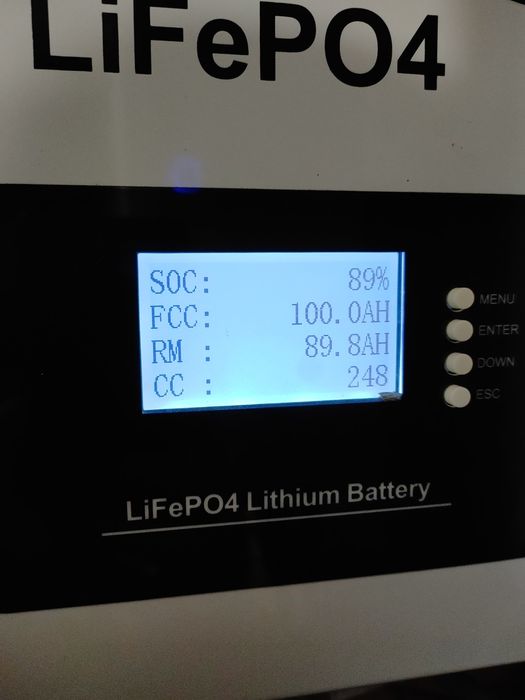 LiFePO4
SOC: 89%
FCC: 100.0AH
RM : 89.8AH
CC : 248
MENU
ENTER
DOWN
ESC
LiFePO4 Lithium Battery